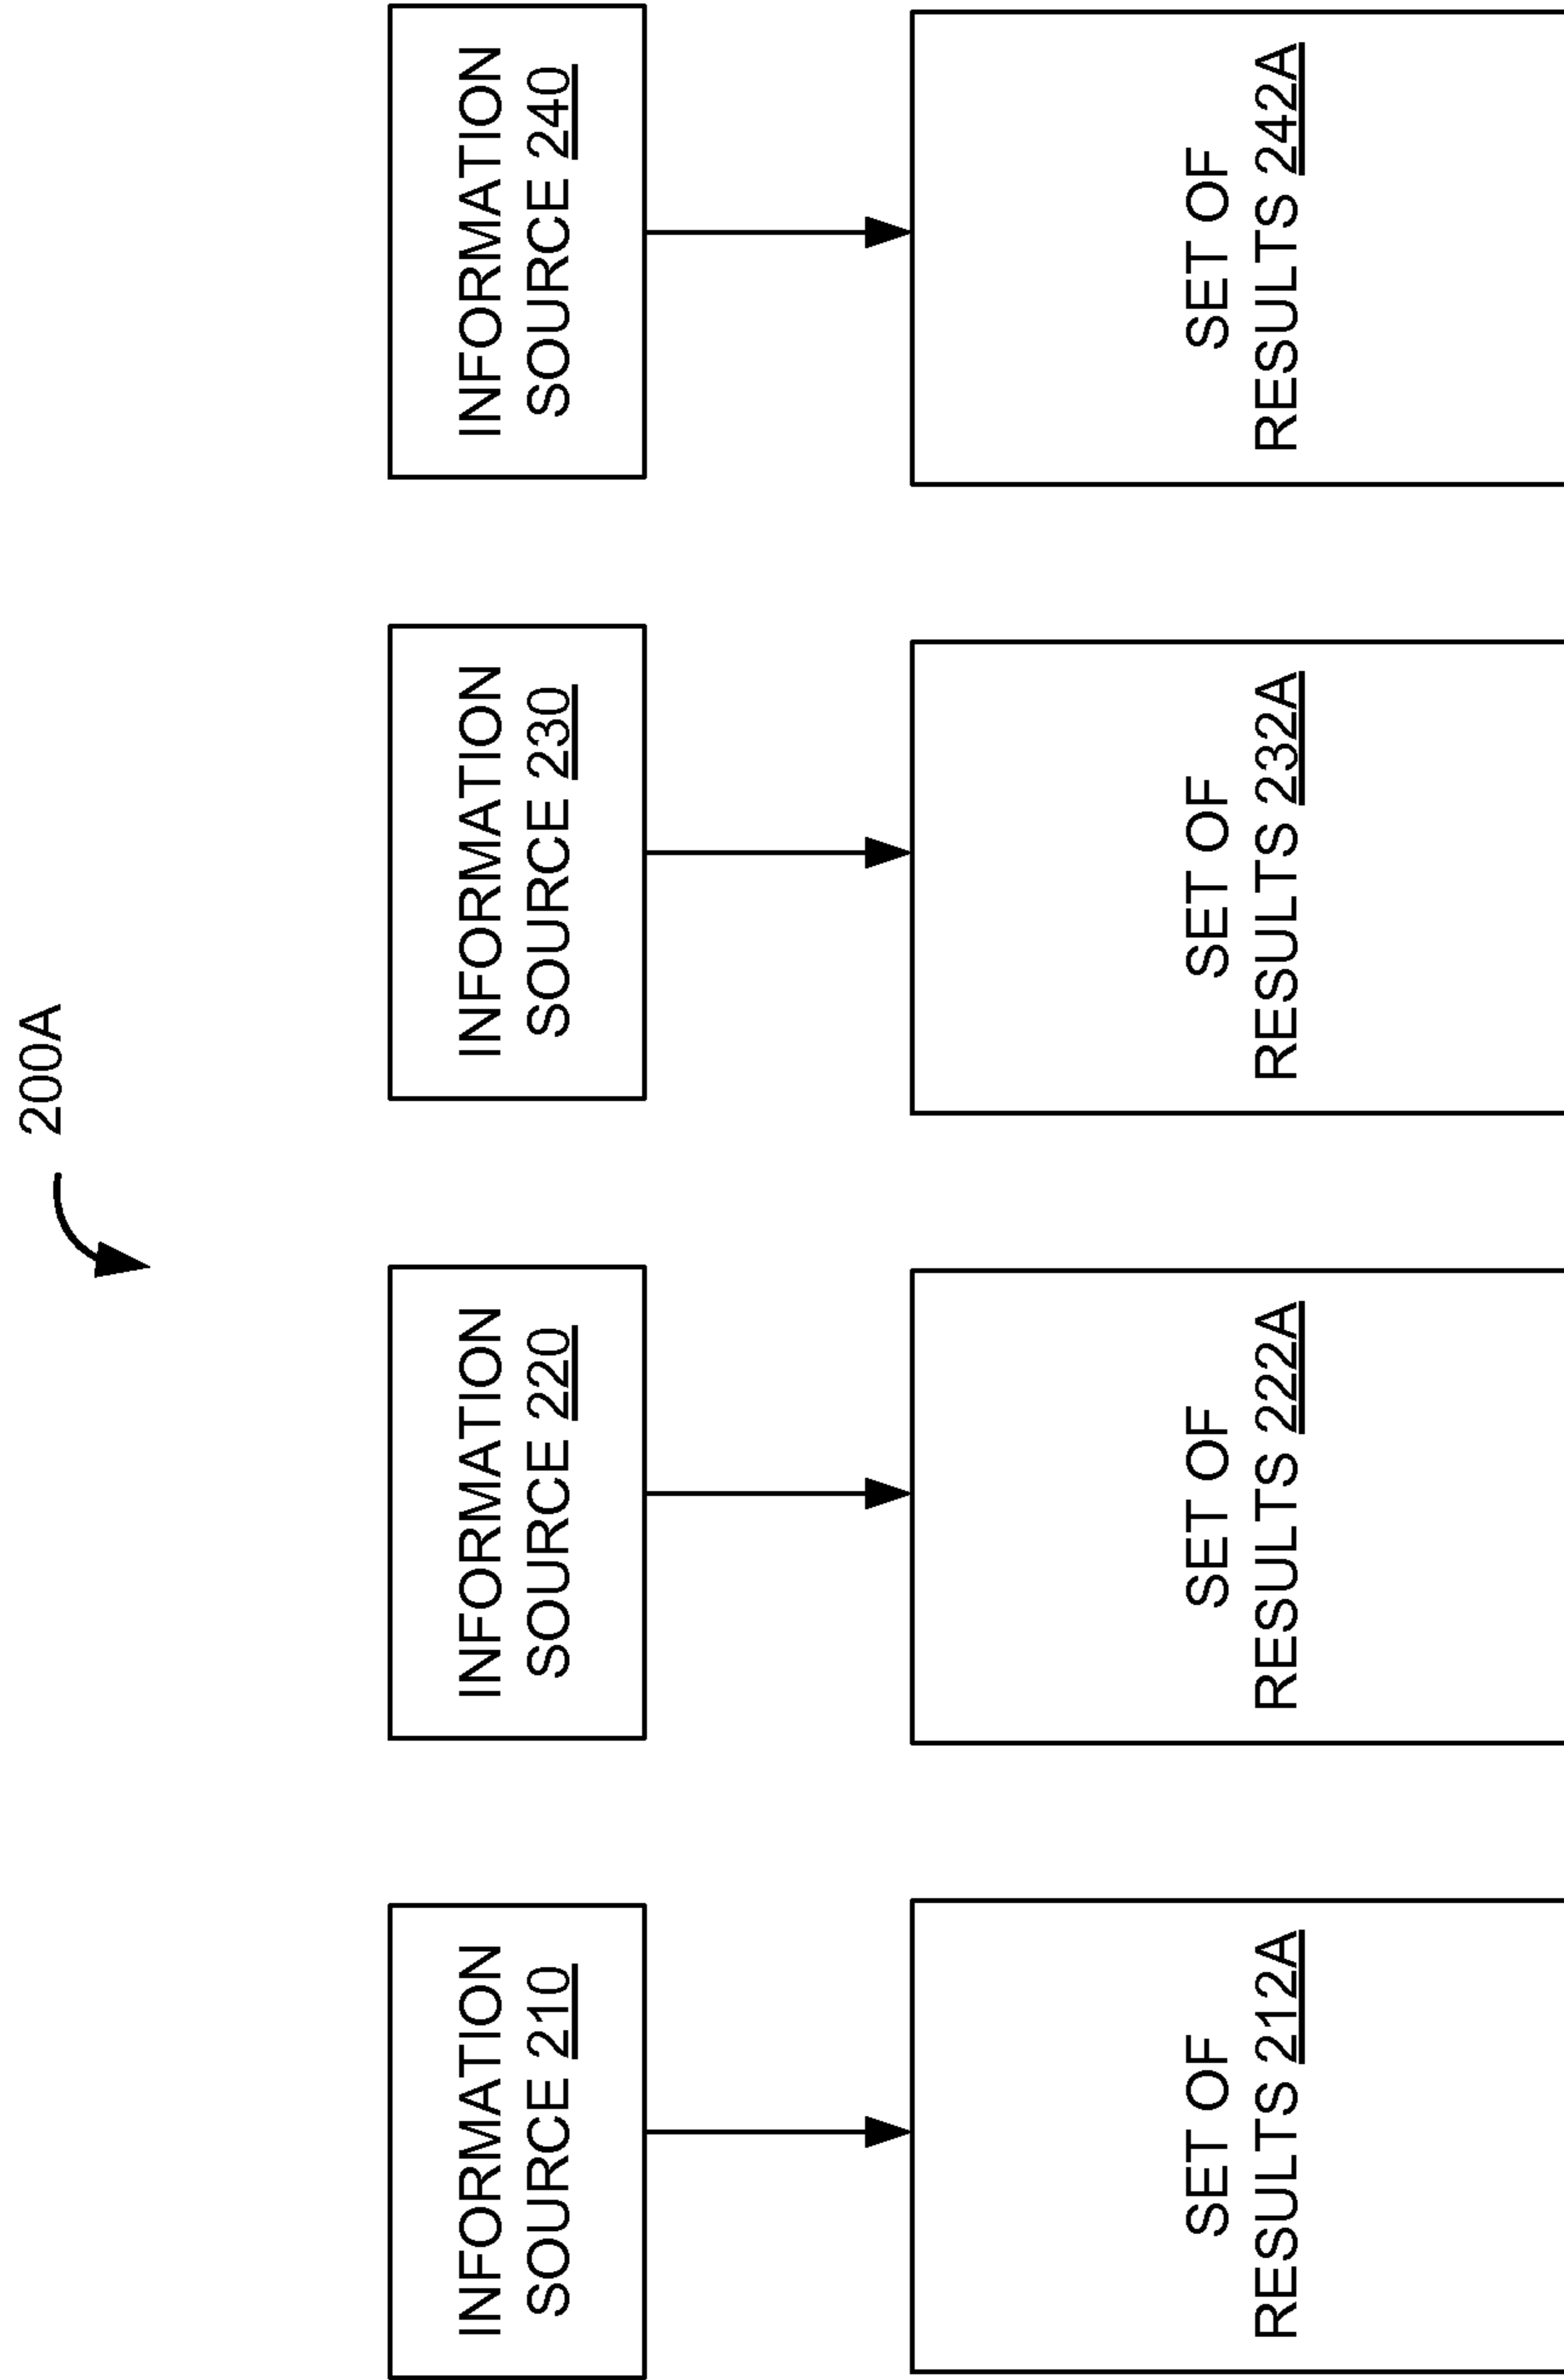 200A
INFORMATION
SOURCE 210
INFORMATION
SOURCE 220
INFORMATION
SOURCE 230
INFORMATION
SOURCE 240
SET OF
RESULTS 212A
SET OF
RESULTS 222A
SET OF
RESULTS 232A
SET OF
RESULTS 242A